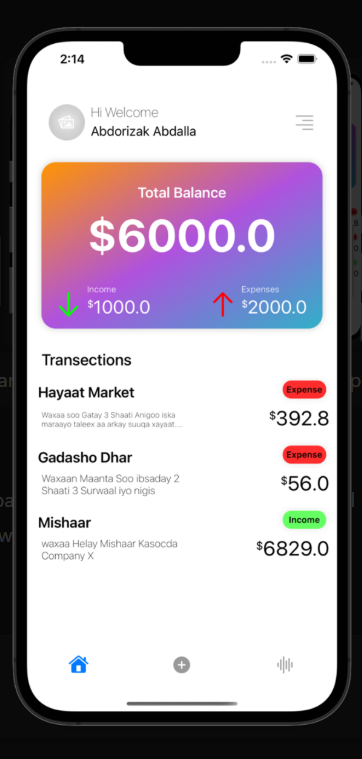 2:14
Hi Welcome
Abdorizak Abdalla
Total Balance
$6000.0
Income
$1000.0
Expenses
$2000.0
Transections
Hayaat Market
Expense
Waxaa soo Gatay 3 Shaati Anigoo iska
maraayo taleex aa arkay suuqa xayaat...
$392.8
Gadasho Dhar
Expense
Waxaan Maanta Soo ibsaday 2
Shaati 3 Surwaal iyo nigis
$56.0
Mishaar
Income
waxaa Helay Mishaar Kasocda
Company X
$6829.0